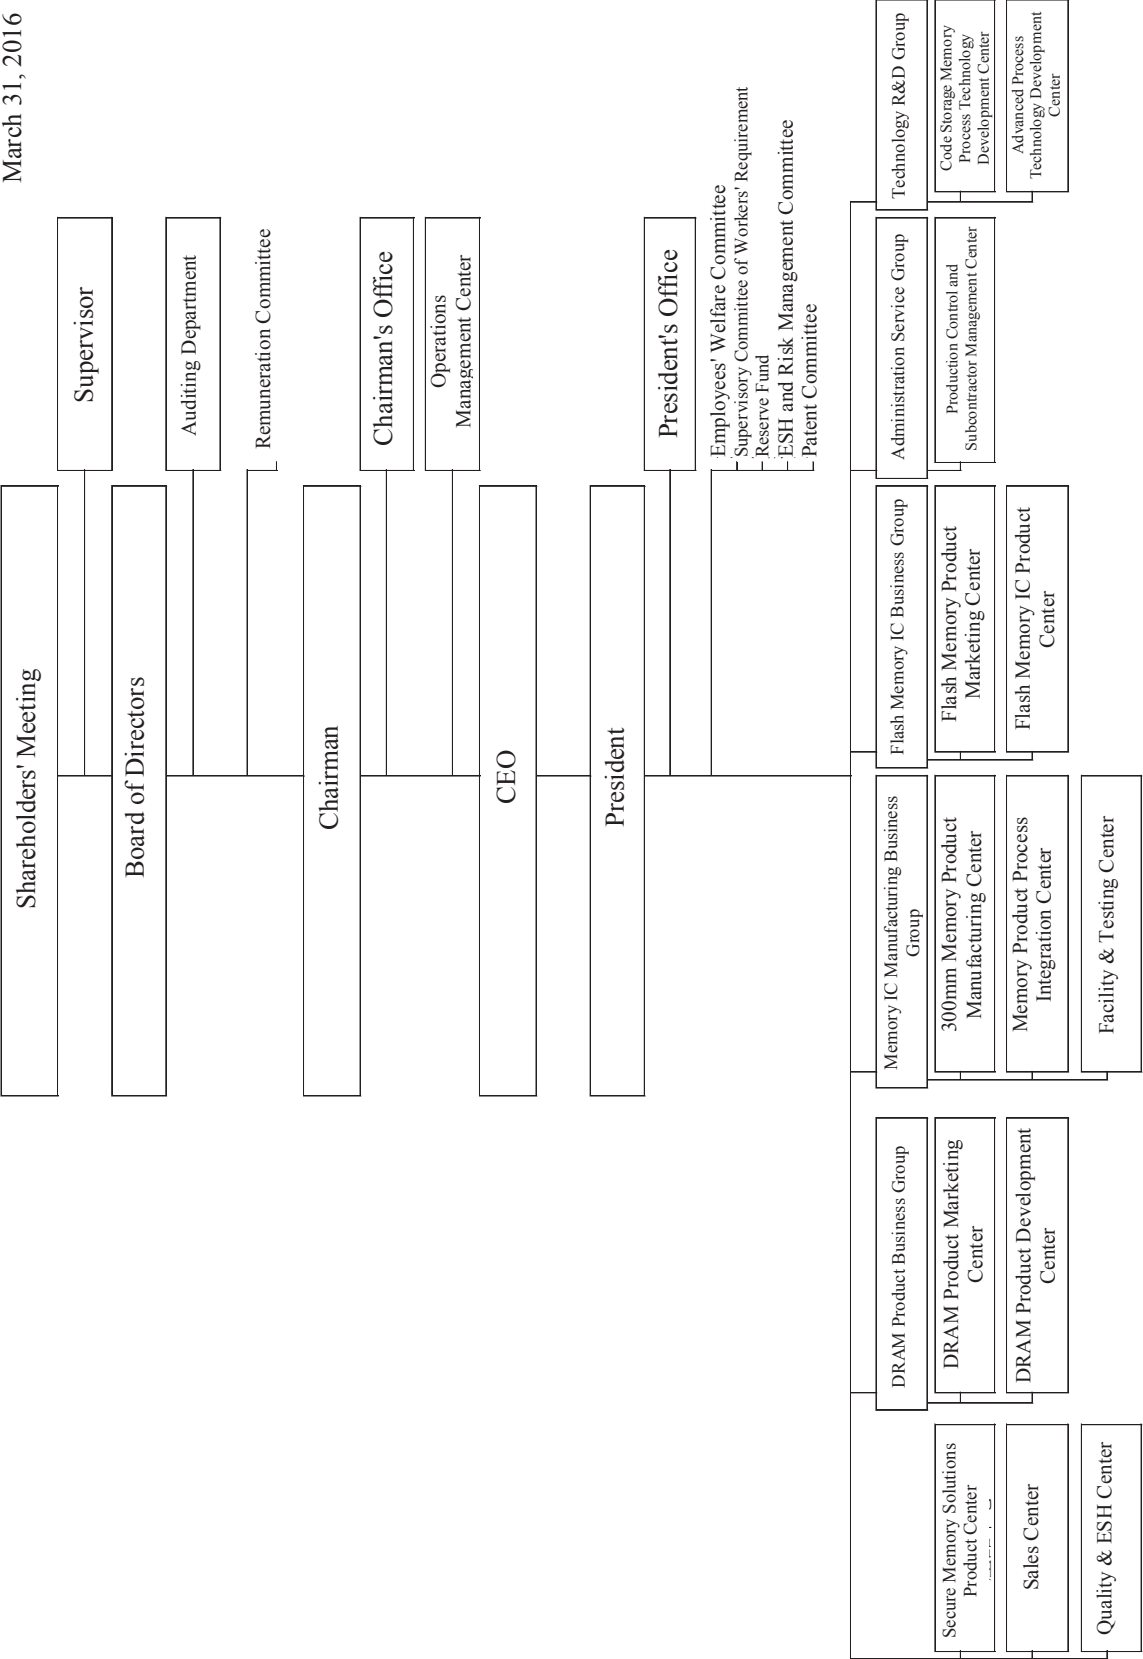 March 31, 2016
Shareholders' Meeting
Supervisor
Board of Directors
Auditing Department
Remuneration Committee
Chairman
Chairman's Office
Operations
Management Center
CEO
President
President's Office
Employees' Welfare Committee
Supervisory Committee of Workers' Requirement
Reserve Fund
ESH and Risk Management Committee
Patent Committee
Secure Memory Solutions
Product Center
Sales Center
Quality & ESH Center
DRAM Product Business Group
DRAM Product Marketing
Center
DRAM Product Development
Center
Memory IC Manufacturing Business
Group
300mm Memory Product
Manufacturing Center
Memory Product Process
Integration Center
Facility & Testing Center
Flash Memory IC Business Group
Flash Memory Product
Marketing Center
Flash Memory IC Product
Center
Administration Service Group
Production Control and
Subcontractor Management Center
Technology R&D Group
Code Storage Memory
Process Technology
Development Center
Advanced Process
Technology Development
Center